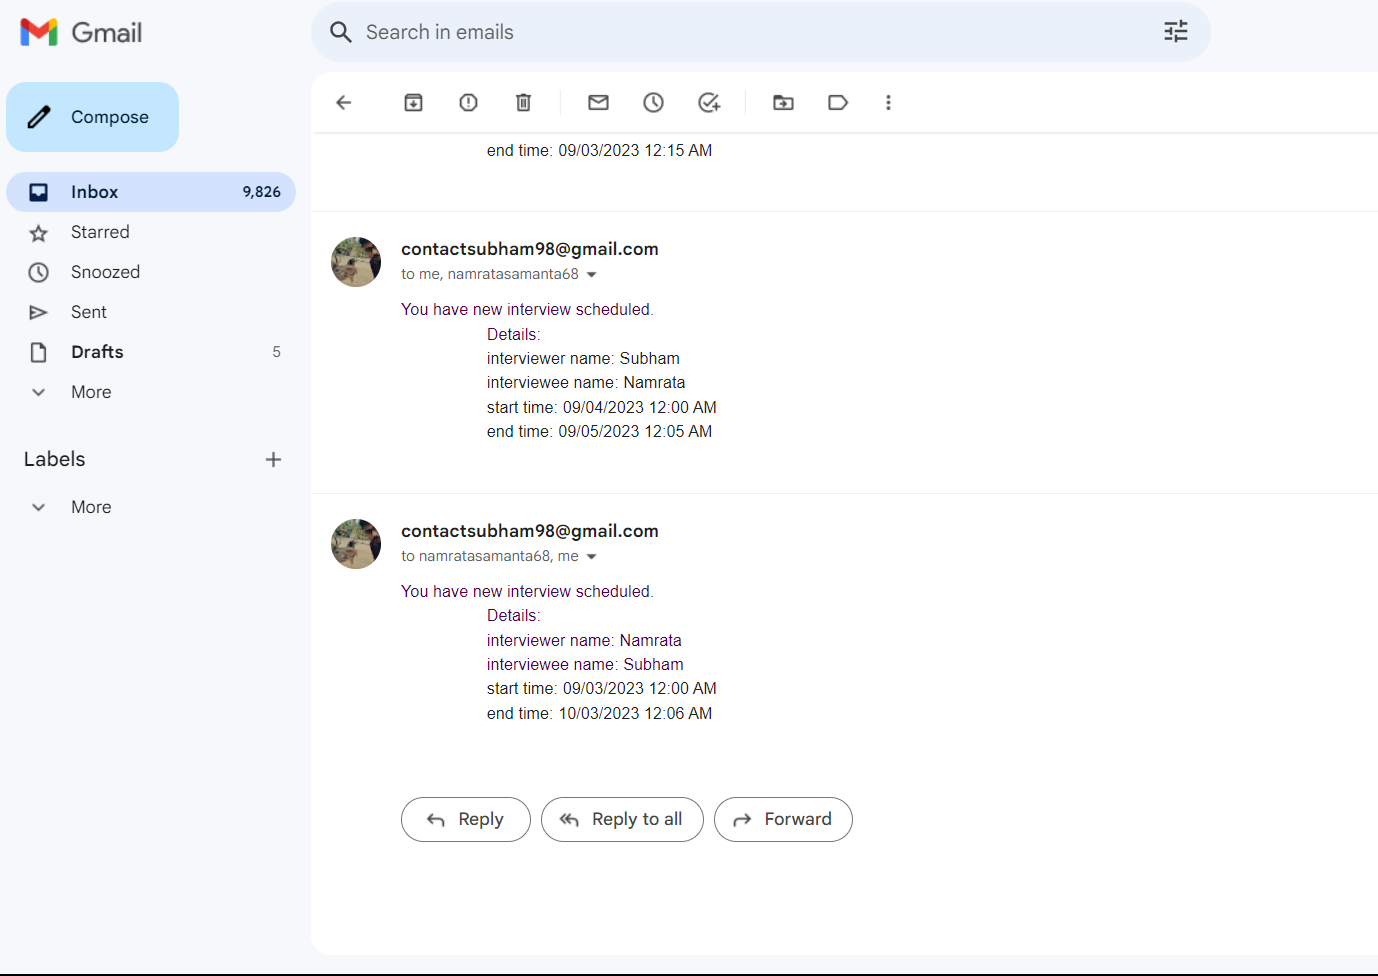 Gmail
Search in emails
Compose
Inbox 9,826
Starred
Snoozed
Sent
Drafts 5
More
Labels
More
end time: 09/03/2023 12:15 AM
contactsubham98@gmail.com
to me, namratasamanta68
You have new interview scheduled.
Details:
interviewer name: Subham
interviewee name: Namrata
start time: 09/04/2023 12:00 AM
end time: 09/05/2023 12:05 AM
contactsubham98@gmail.com
to namratasamanta68, me
You have new interview scheduled.
Details:
interviewer name: Namrata
interviewee name: Subham
start time: 09/03/2023 12:00 AM
end time: 10/03/2023 12:06 AM
Reply Reply to all Forward